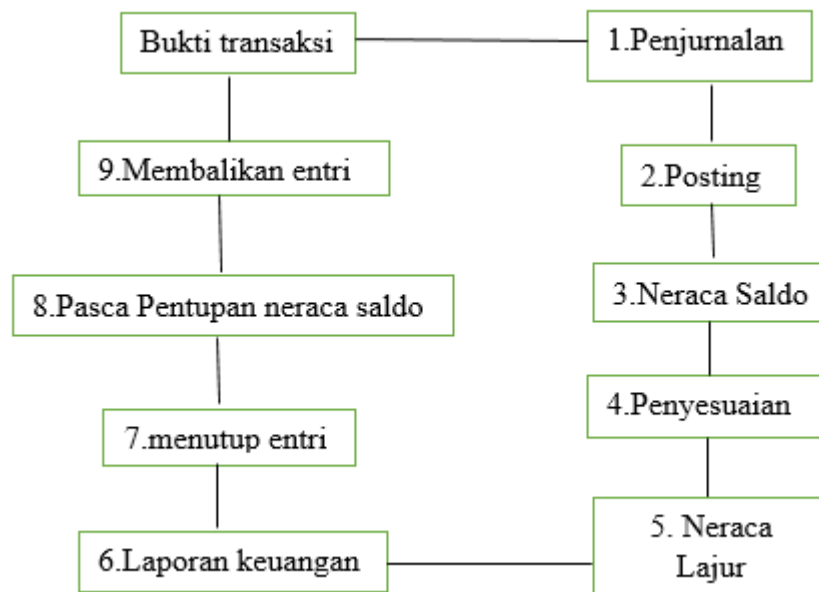 Bukti transaksi
1.Penjurnalan
9.Membalikan entri
2.Posting
8.Pasca Pentupan neraca saldo
3.Neraca Saldo
4.Penyesuaian
7.menutup entri
5. Neraca
Lajur
6.Laporan keuangan